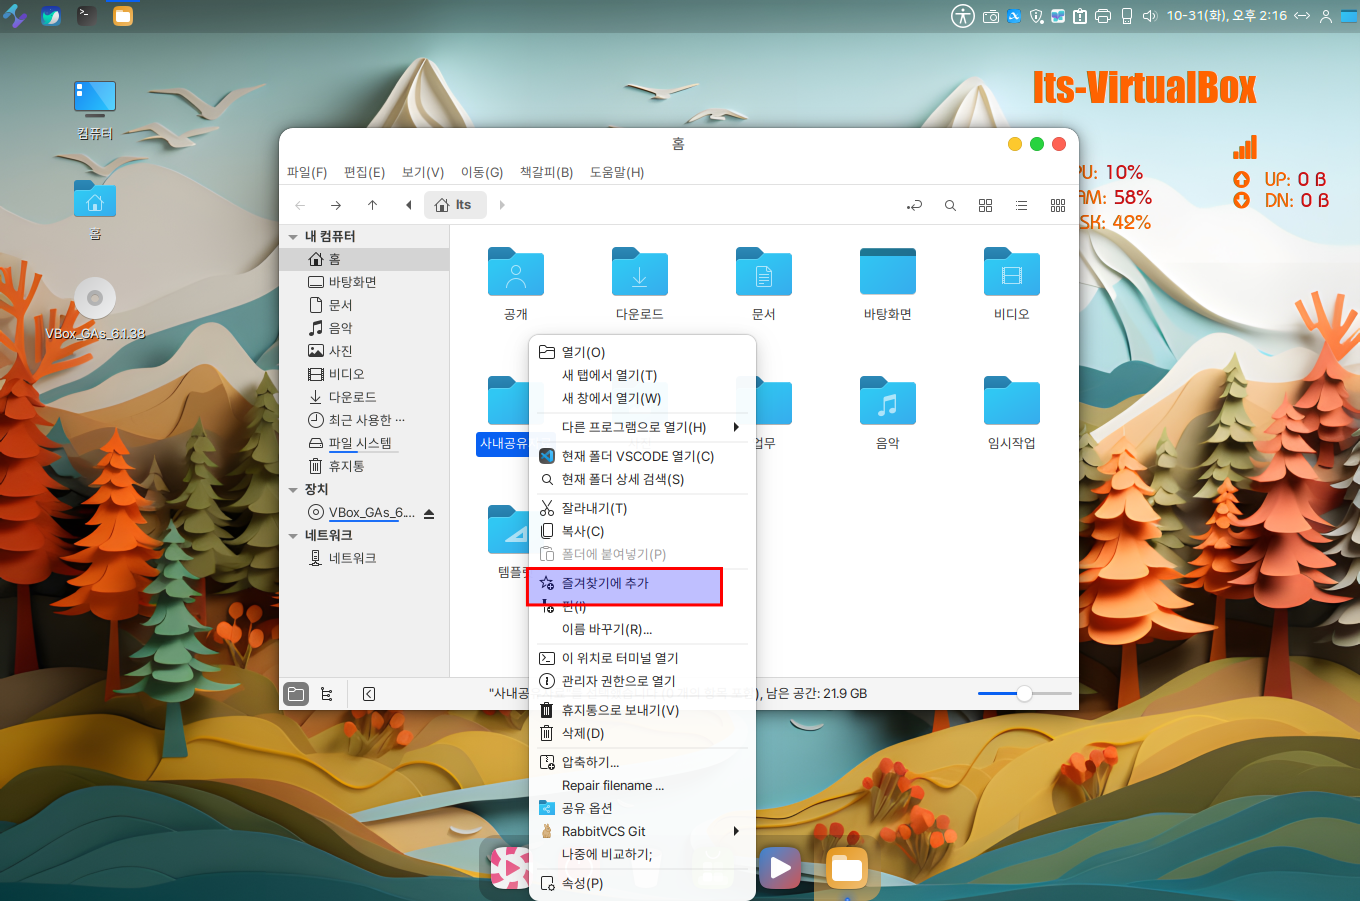 10-31(화), 오후 2:16
컴퓨터
홈
VBox_GAs_6.1.38
Its-VirtualBox
PU: 10%
AM: 58%
SK: 42%
UP: 0 B
DN: 0 B
홈
파일(F) 편집(E) 보기(V) 이동(G) 책갈피(B) 도움말(H)
lts
내 컴퓨터
홈
바탕화면
문서
음악
사진
비디오
다운로드
최근 사용한 ···
파일 시스템
휴지통
장치
VBox_GAs_6....
네트워크
네트워크
공개 다운로드 문서 바탕화면 비디오
사내공유 업무 음악 임시작업
템플릿
열기(O)
새 탭에서 열기(T)
새 창에서 열기(W)
다른 프로그램으로 열기(H)
현재 폴더 VSCODE 열기(C)
현재 폴더 상세 검색(S)
잘라내기(T)
복사(C)
폴더에 붙여넣기(P)
즐겨찾기에 추가
핀(I)
이름 바꾸기(R)...
이 위치로 터미널 열기
관리자 권한으로 열기
휴지통으로 보내기(V)
삭제(D)
압축하기...
Repair filename ...
공유 옵션
RabbitVCS Git
나중에 비교하기;
속성(P)
"사내공 ), 남은 공간: 21.9 GB